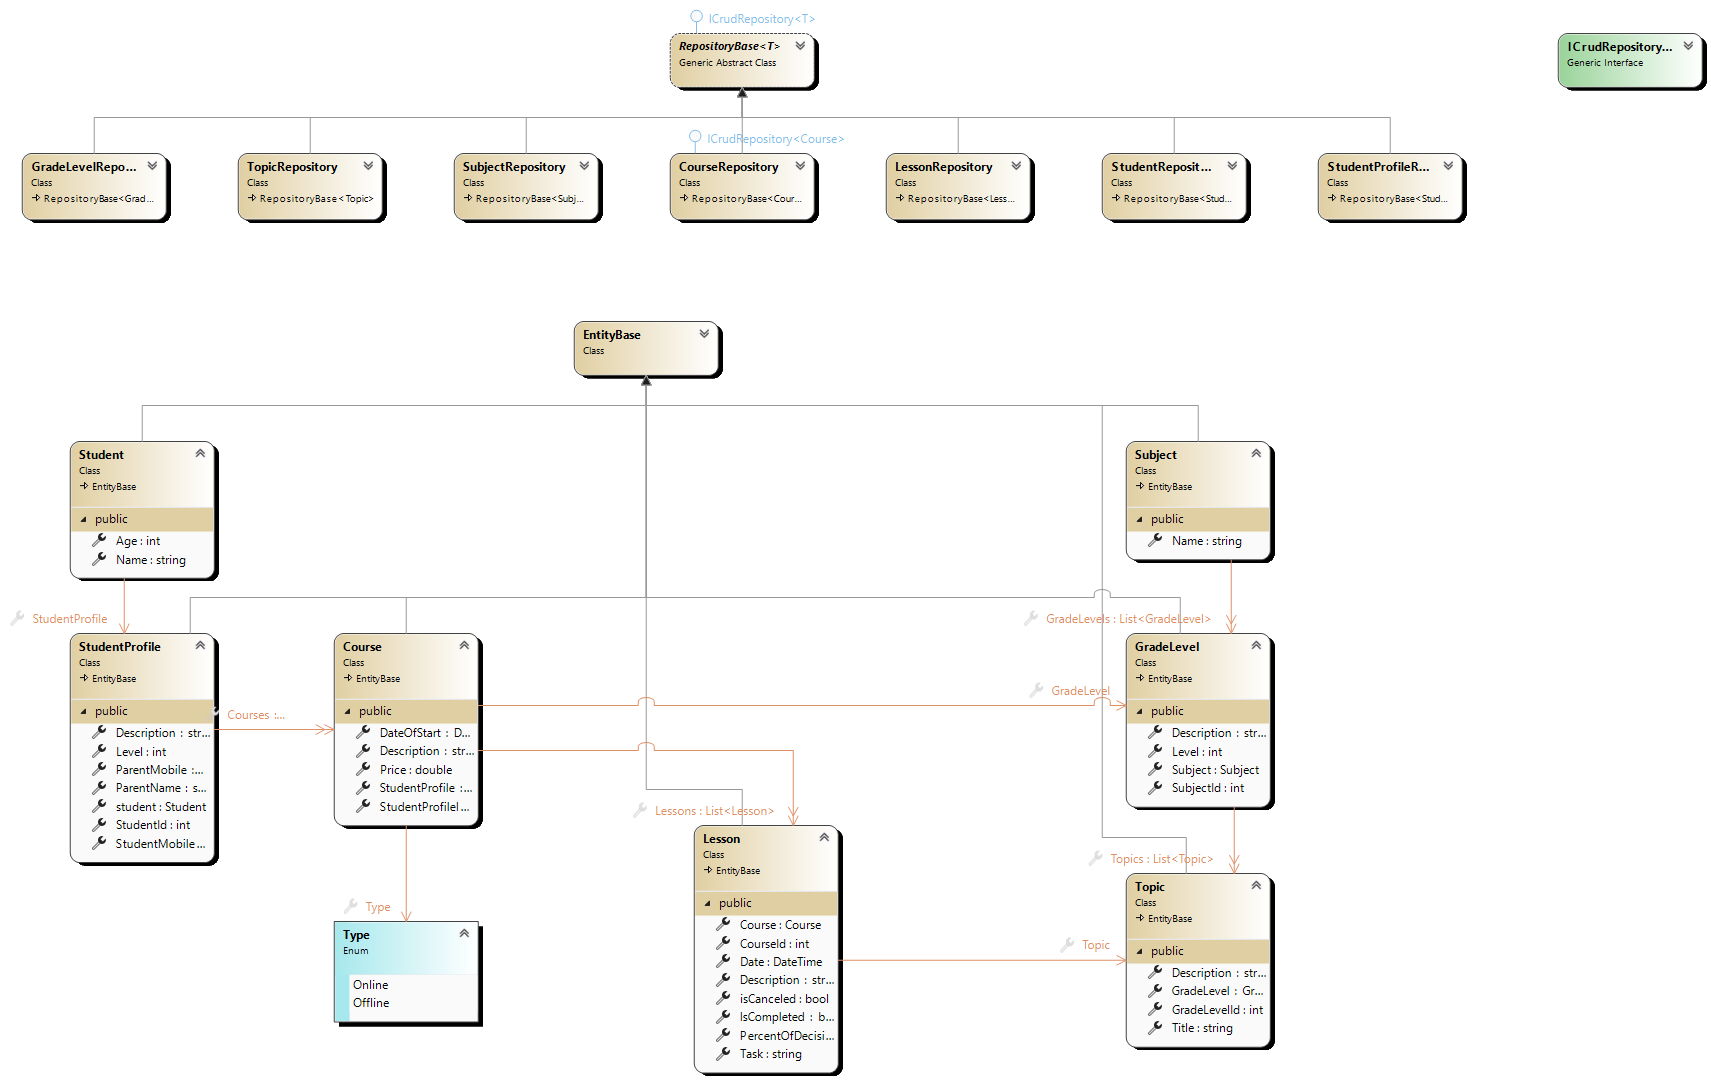 ICrudRepository<T>
RepositoryBase<T>
Generic Abstract Class
ICrudRepository...
Generic Interface
ICrudRepository<Course>
GradeLevelRepo...
Class
RepositoryBase<Grad...
TopicRepository
Class
RepositoryBase<Topic>
SubjectRepository
Class
RepositoryBase<Subj...
CourseRepository
Class
RepositoryBase<Cour...
LessonRepository
Class
RepositoryBase<Less...
StudentReposit...
Class
RepositoryBase<Stud...
StudentProfileR...
Class
RepositoryBase<Stud...
EntityBase
Class
Student
Class
EntityBase
public
Age : int
Name : string
Subject
Class
EntityBase
public
Name : string
StudentProfile
GradeLevels : List<GradeLevel>
StudentProfile
Class
EntityBase
public
Description : str...
Level : int
ParentMobile :...
ParentName : s...
student : Student
StudentId : int
StudentMobile...
Courses :...
Course
Class
EntityBase
public
DateOfStart : D...
Description : str...
Price : double
StudentProfile :...
StudentProfileI...
GradeLevel
GradeLevel
Class
EntityBase
public
Description : str...
Level : int
Subject : Subject
SubjectId : int
Lessons : List<Lesson>
Type
Type
Enum
Online
Offline
Lesson
Class
EntityBase
public
Course : Course
CourseId : int
Date : DateTime
Description : str...
isCanceled : bool
IsCompleted : b...
PercentOfDecisi...
Task : string
Topics : List<Topic>
Topic
Topic
Class
EntityBase
public
Description : str...
GradeLevel : Gr...
GradeLevelId : int
Title : string